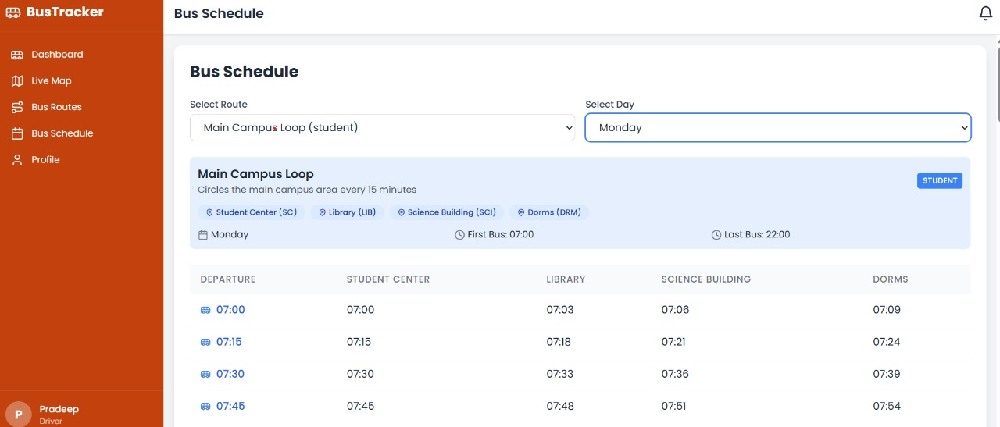 BusTracker
Dashboard
Live Map
Bus Routes
Bus Schedule
Profile
P
Pradeep
Driver
Bus Schedule
Bus Schedule
Select Route Select Day
Main Campus Loop (student) Monday
Main Campus Loop
STUDENT
Circles the main campus area every 15 minutes
Student Center (SC) Library (LIB) Science Building (SCI) Dorms (DRM)
Monday First Bus: 07:00 Last Bus: 22:00
DEPARTURE STUDENT CENTER LIBRARY SCIENCE BUILDING DORMS
07:00 07:00 07:03 07:06 07:09
07:15 07:15 07:18 07:21 07:24
07:30 07:30 07:33 07:36 07:39
07:45 07:45 07:48 07:51 07:54